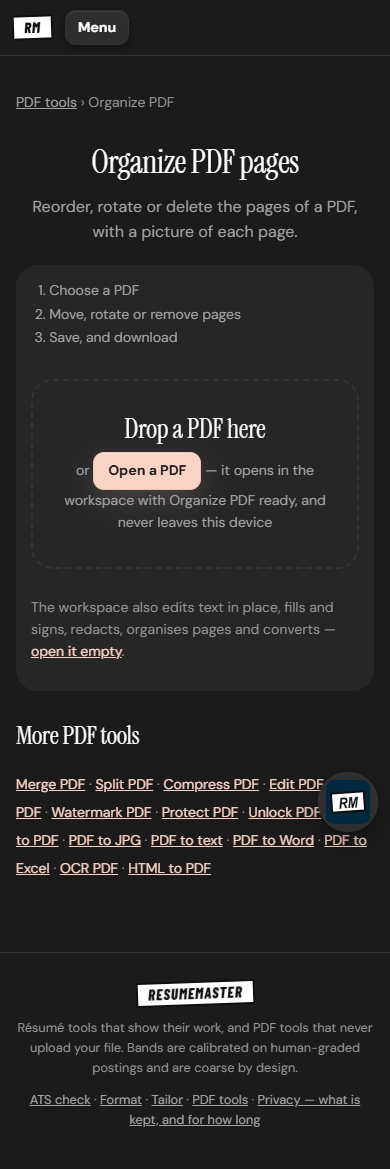 RM
Menu
PDF tools › Organize PDF
Organize PDF pages
Reorder, rotate or delete the pages of a PDF,
with a picture of each page.
1. Choose a PDF
2. Move, rotate or remove pages
3. Save, and download
Drop a PDF here
or Open a PDF — it opens in the
workspace with Organize PDF ready, and
never leaves this device
The workspace also edits text in place, fills and
signs, redacts, organises pages and converts —
open it empty.
More PDF tools
Merge PDF · Split PDF · Compress PDF · Edit PDF
PDF · Watermark PDF · Protect PDF · Unlock PDF
RM
to PDF · PDF to JPG · PDF to text · PDF to Word · PDF to
Excel · OCR PDF · HTML to PDF
RESUMEMASTER
Résumé tools that show their work, and PDF tools that never
upload your file. Bands are calibrated on human-graded
postings and are coarse by design.
ATS check · Format · Tailor · PDF tools · Privacy — what is
kept, and for how long